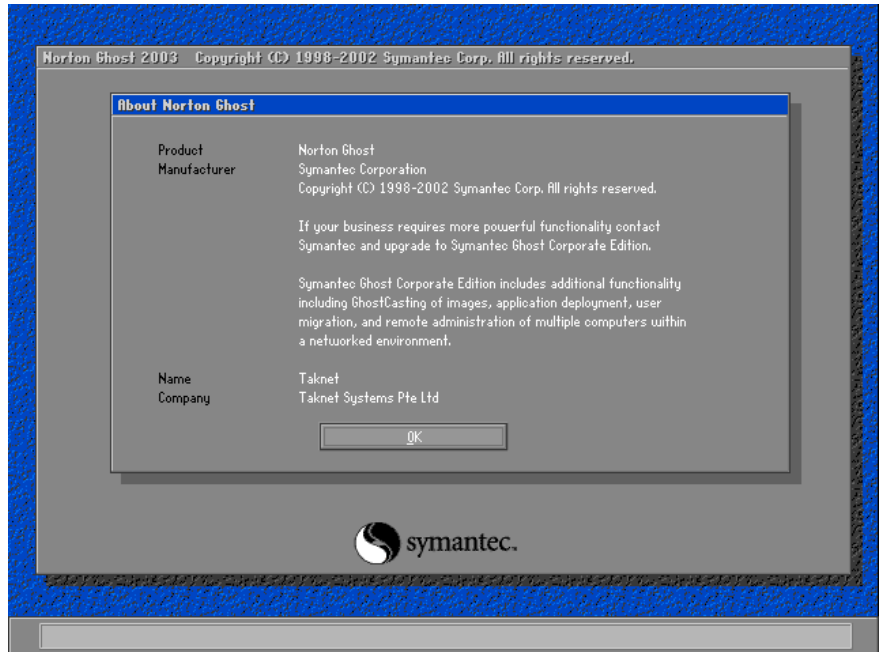 Norton Ghost 2003   Copyright (C) 1998-2002 Symantec Corp. All rights reserved.
About Norton Ghost
Product Norton Ghost
Manufacturer Symantec Corporation
Copyright (C) 1998-2002 Symantec Corp. All rights reserved.
If your business requires more powerful functionality contact
Symantec and upgrade to Symantec Ghost Corporate Edition.
Symantec Ghost Corporate Edition includes additional functionality
including GhostCasting of images, application deployment, user
migration, and remote administration of multiple computers within
a networked environment.
Name Taknet
Company Taknet Systems Pte Ltd
OK
symantec.